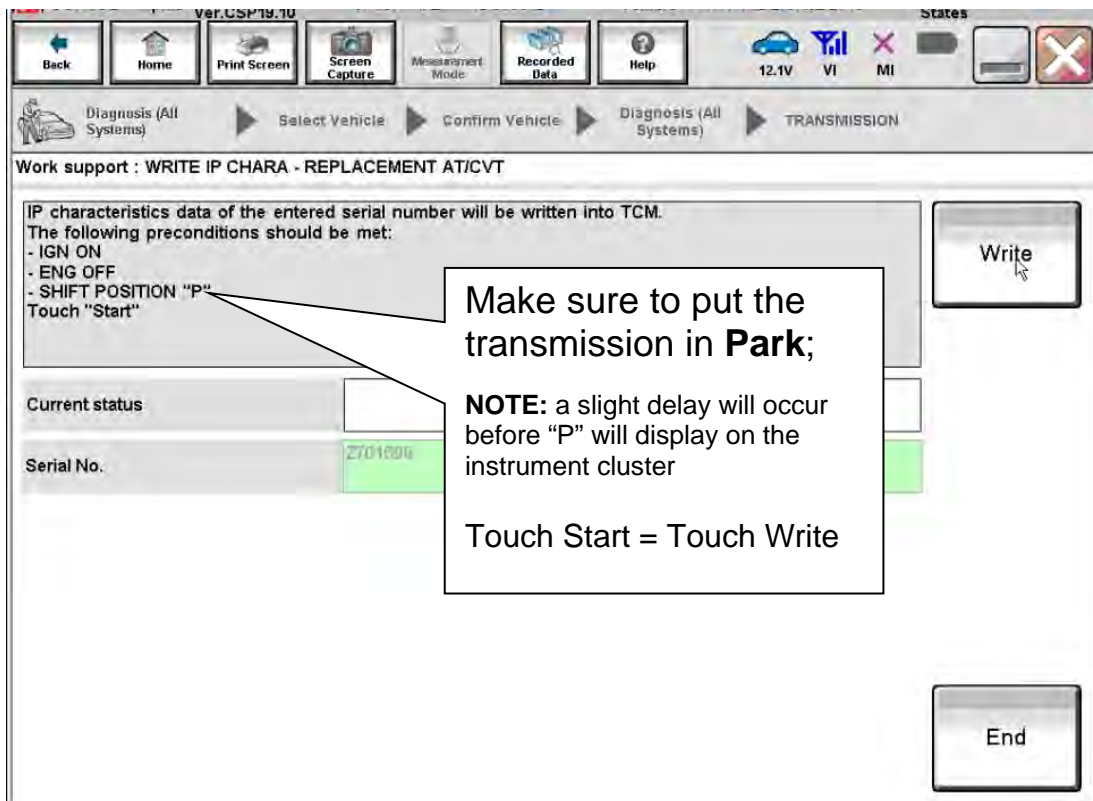 Ver.CSP19.10
States
Back
Home
Print Screen
Screen
Capture
Measurement
Mode
Recorded
Data
Help
12.1V
VI
MI
Diagnosis (All
Systems)
Select Vehicle
Confirm Vehicle
Diagnosis (All
Systems)
TRANSMISSION
Work support : WRITE IP CHARA - REPLACEMENT AT/CVT
IP characteristics data of the entered serial number will be written into TCM.
The following preconditions should be met:
- IGN ON
- ENG OFF
- SHIFT POSITION "P"
Touch "Start"
Write
Make sure to put the
transmission in Park;
NOTE: a slight delay will occur
before “P” will display on the
instrument cluster
Touch Start = Touch Write
Current status
Serial No.
End